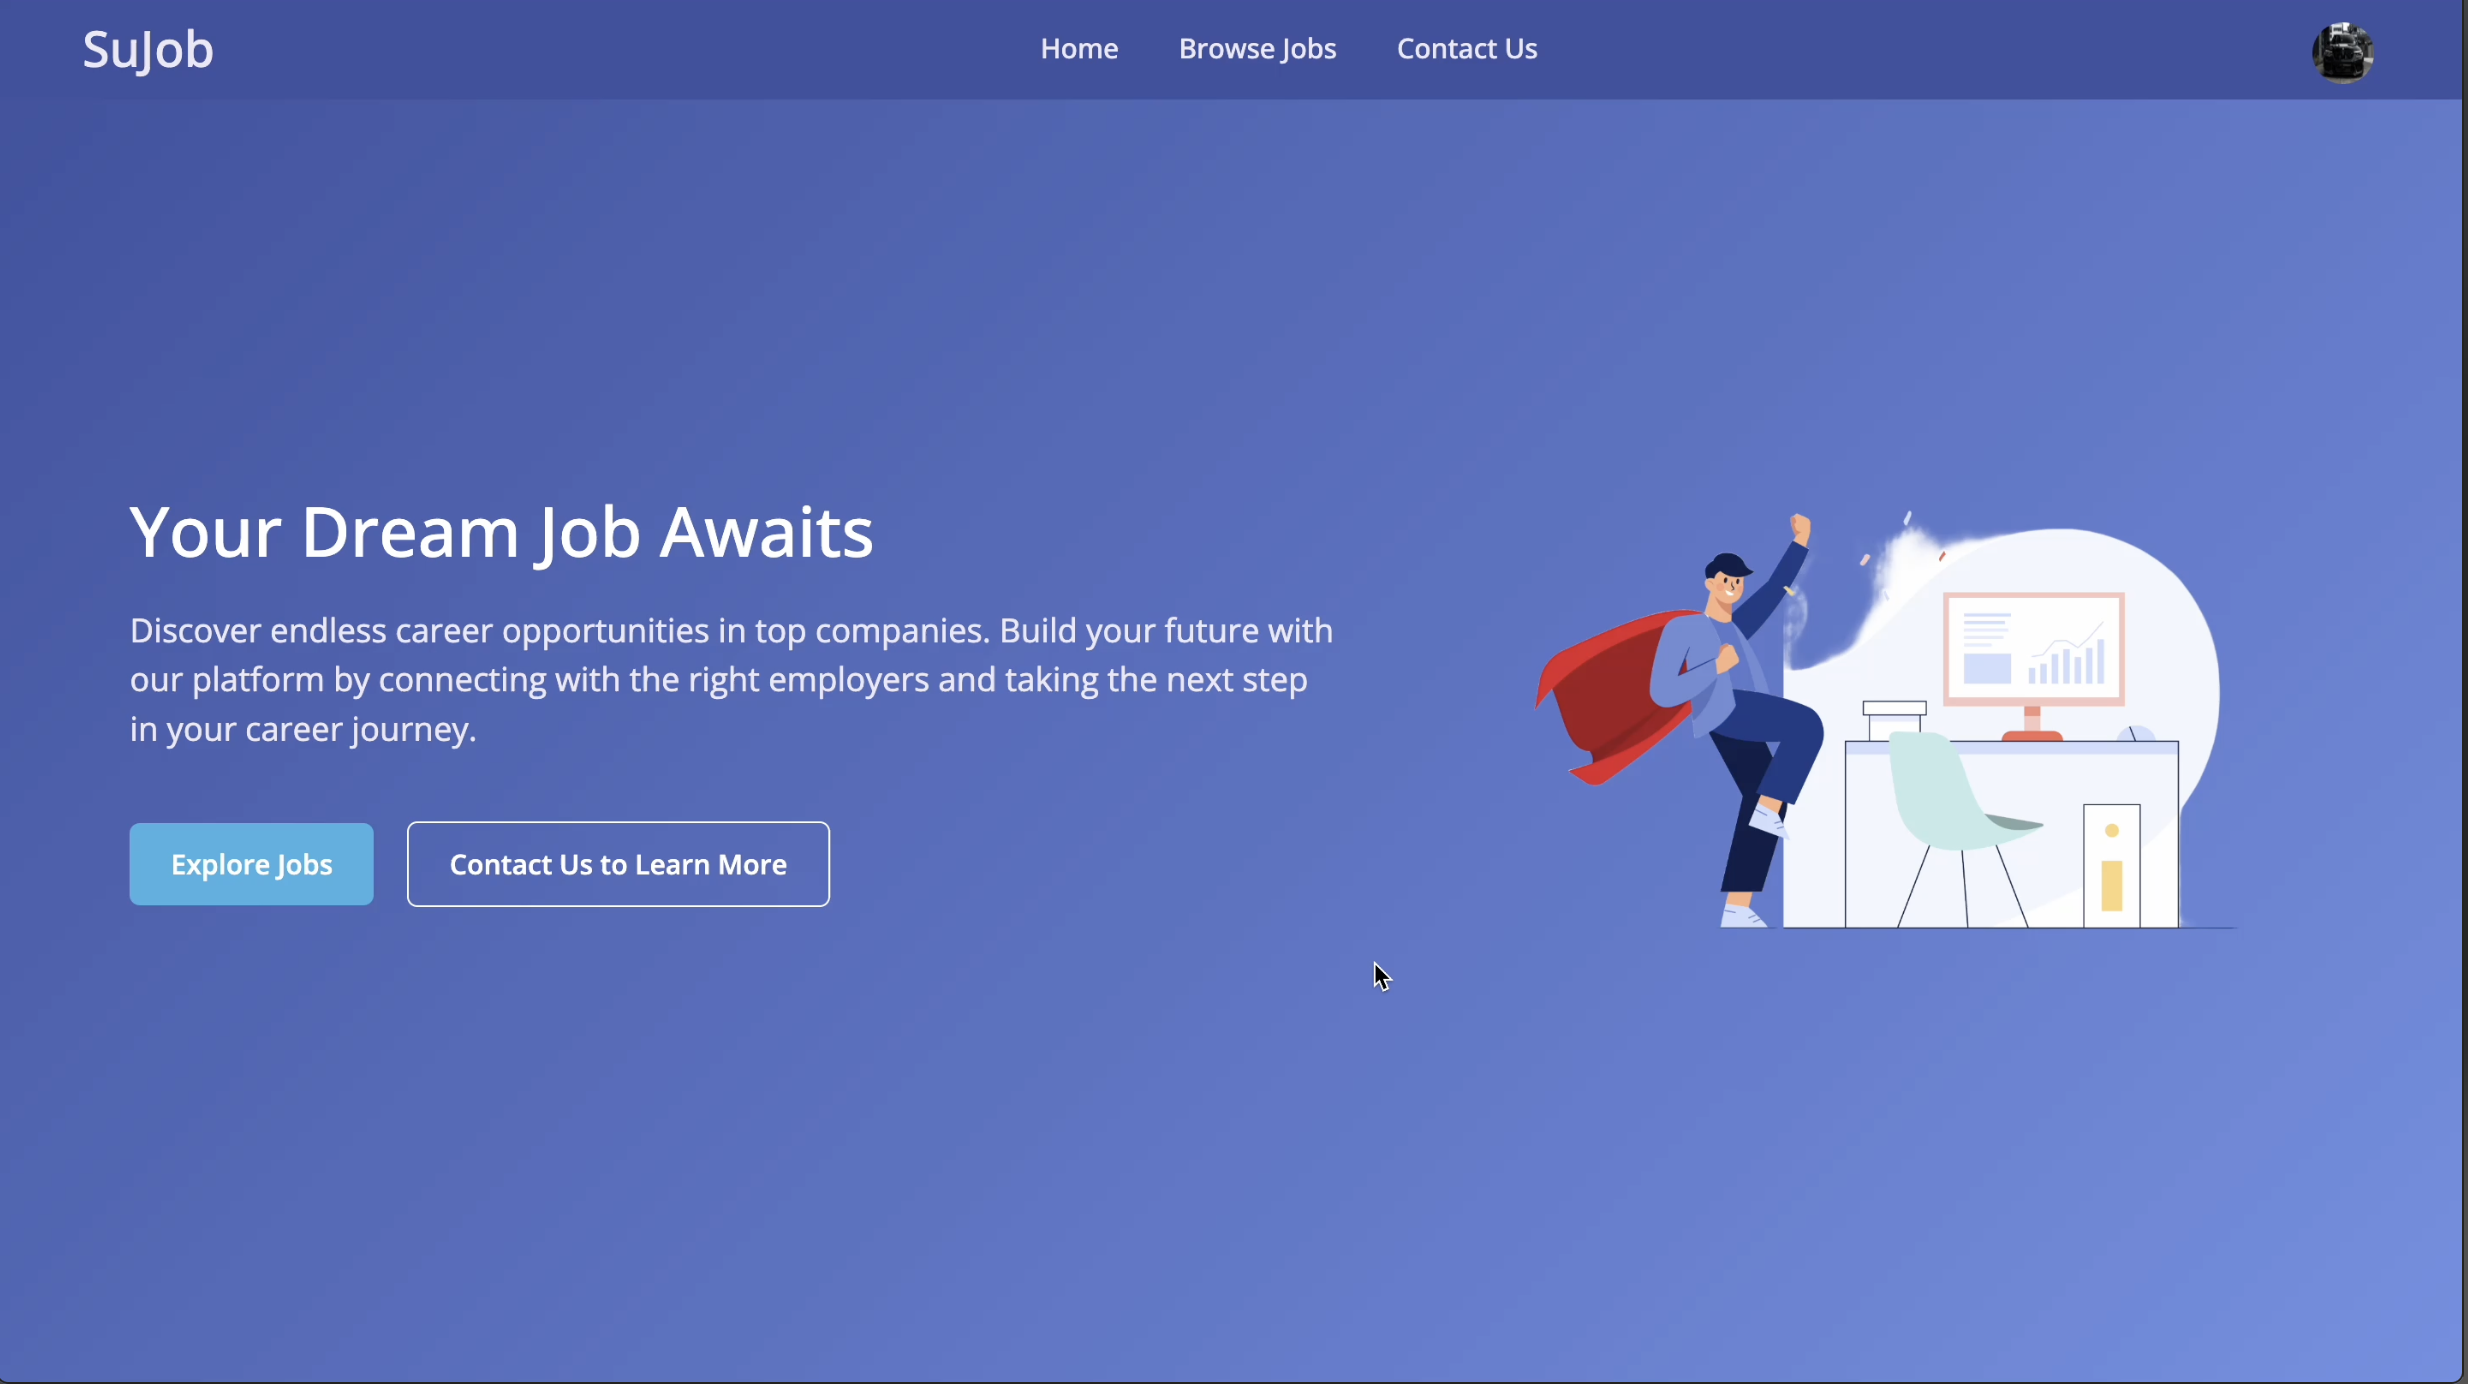 SuJob
Home
Browse Jobs
Contact Us
Your Dream Job Awaits
Discover endless career opportunities in top companies. Build your future with
our platform by connecting with the right employers and taking the next step
in your career journey.
Explore Jobs
Contact Us to Learn More